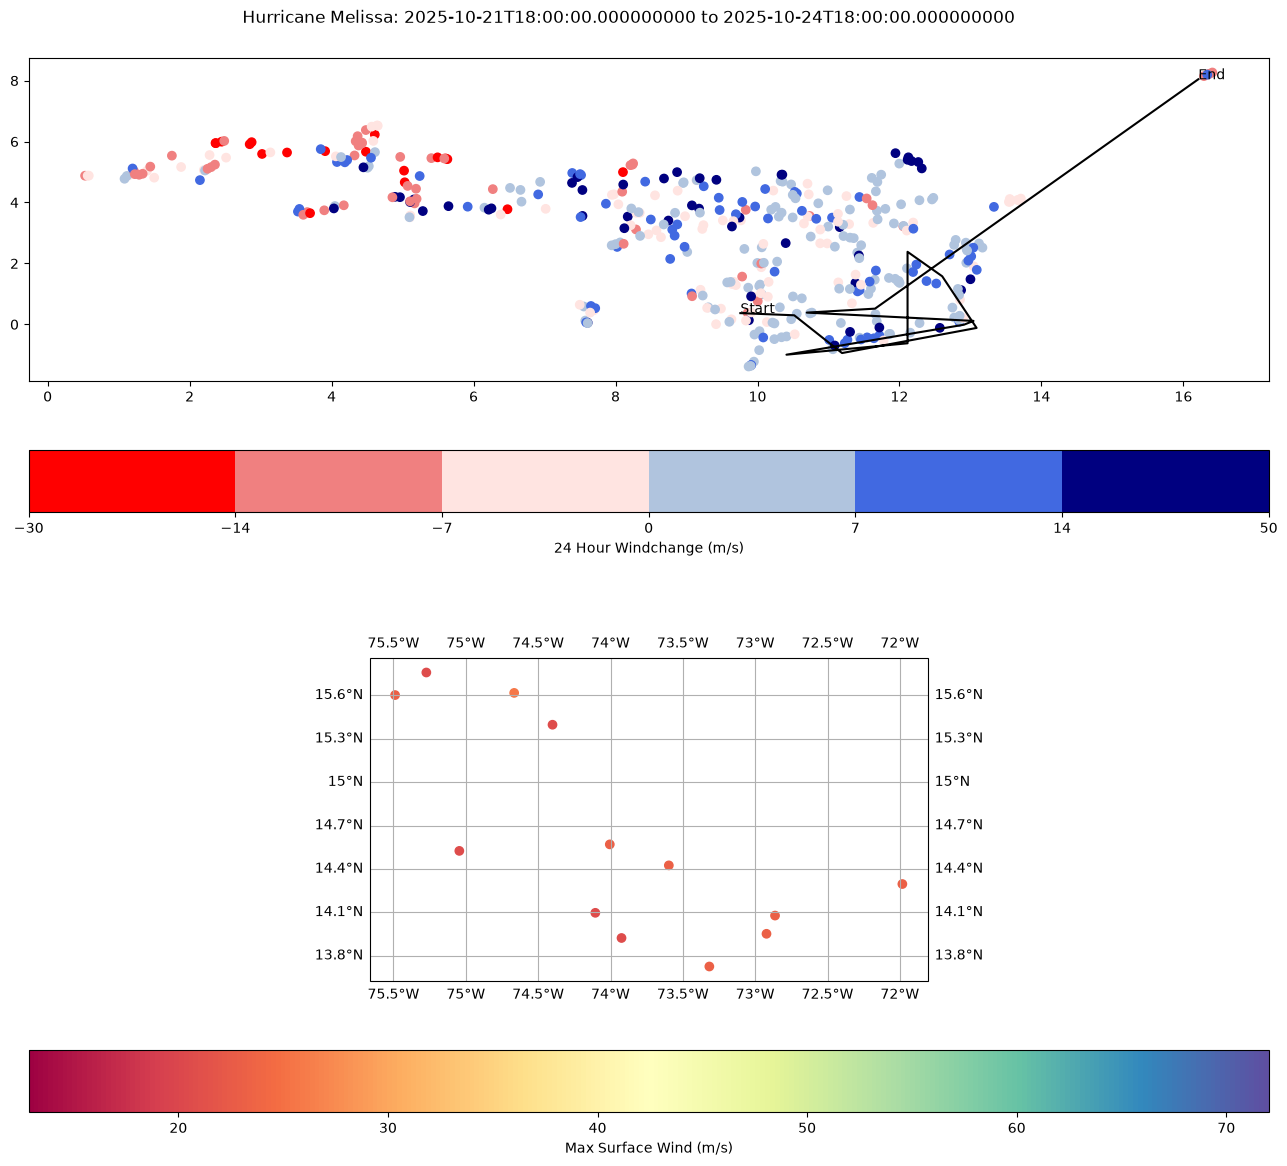 Hurricane Melissa: 2025-10-21T18:00:00.000000000 to 2025-10-24T18:00:00.000000000
8
End
6
4
2
Start
0
0 2 4 6 8 10 12 14 16
−30 −14 −7 0 7 14 50
24 Hour Windchange (m/s)
75.5°W 75°W 74.5°W 74°W 73.5°W 73°W 72.5°W 72°W
15.6°N 15.6°N
15.3°N 15.3°N
15°N 15°N
14.7°N 14.7°N
14.4°N 14.4°N
14.1°N 14.1°N
13.8°N 13.8°N
75.5°W 75°W 74.5°W 74°W 73.5°W 73°W 72.5°W 72°W
20 30 40 50 60 70
Max Surface Wind (m/s)